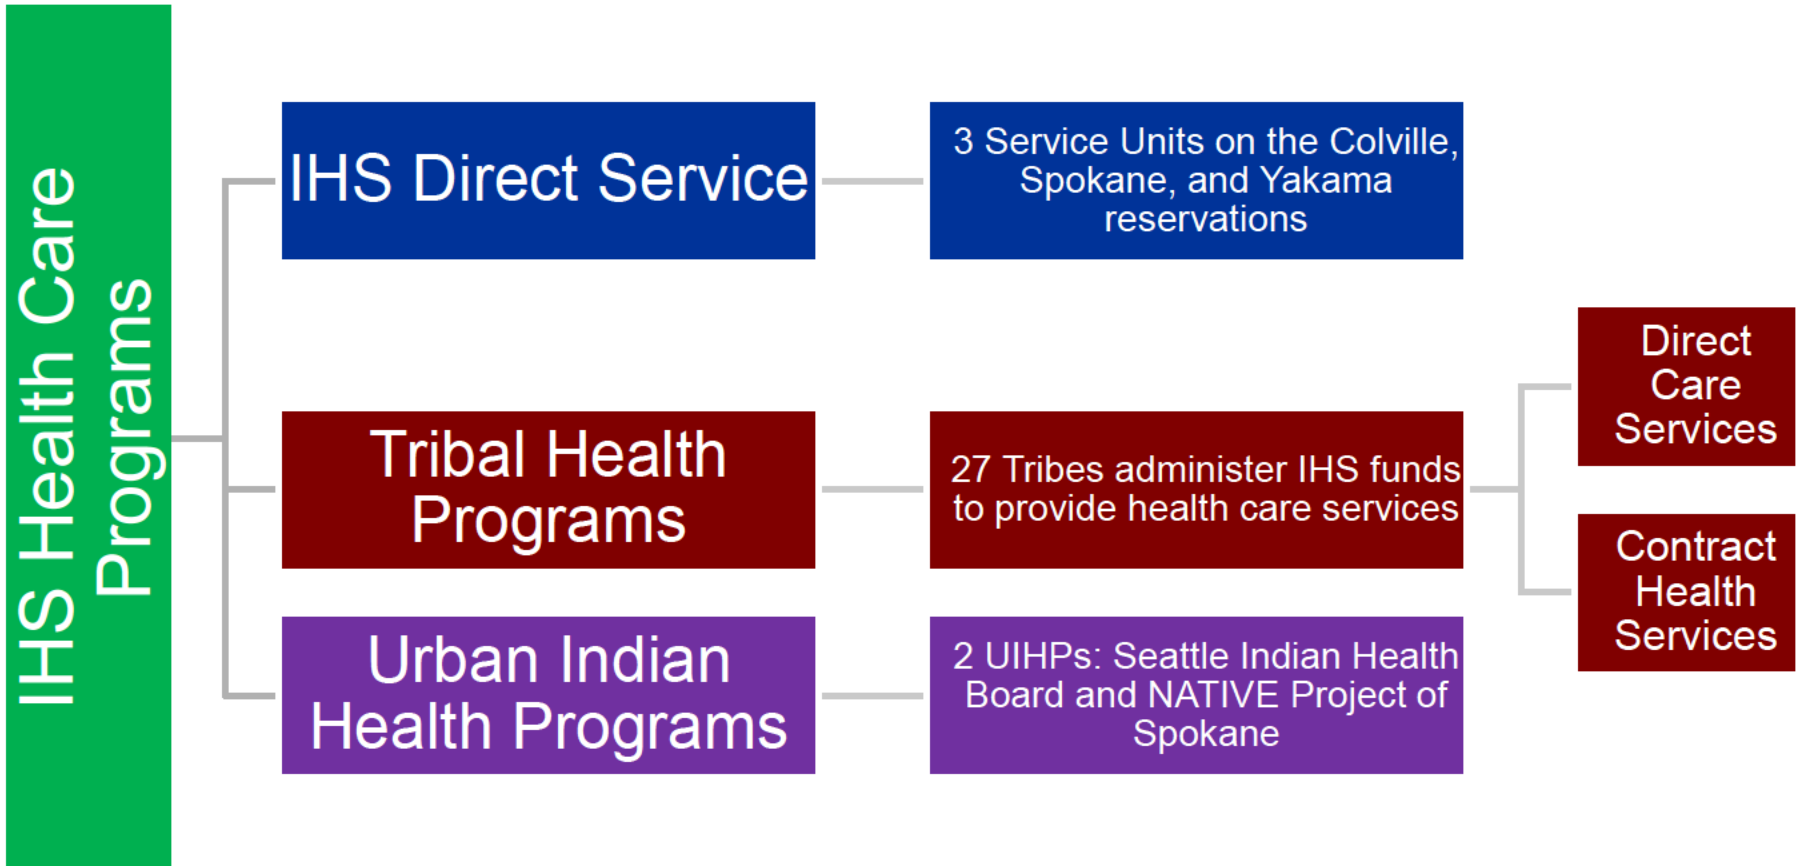 IHS Health Care
Programs
IHS Direct Service
3 Service Units on the Colville,
Spokane, and Yakama
reservations
Tribal Health
Programs
27 Tribes administer IHS funds
to provide health care services
Direct
Care
Services
Contract
Health
Services
Urban Indian
Health Programs
2 UIHPs: Seattle Indian Health
Board and NATIVE Project of
Spokane